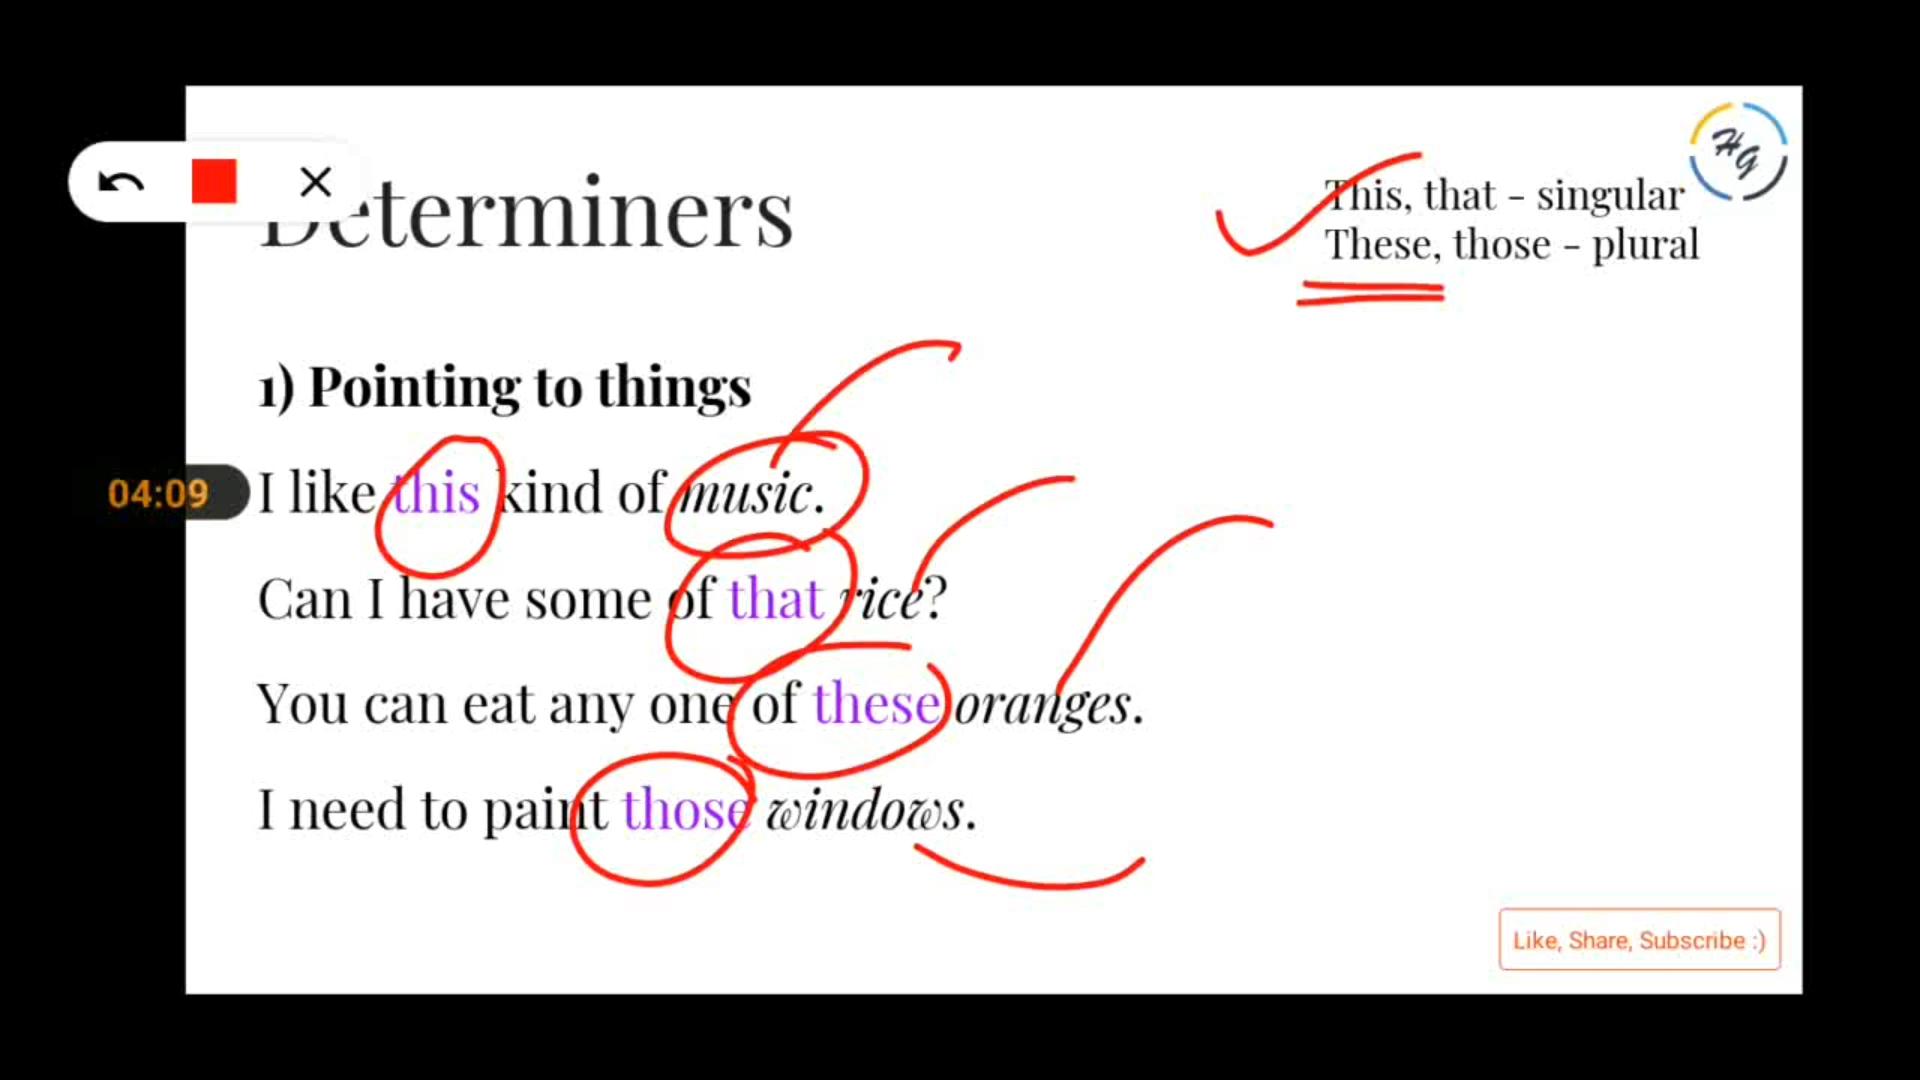 Determiners
This, that - singular
These, those - plural
HG
1) Pointing to things
04:09
I like this kind of music.
Can I have some of that rice?
You can eat any one of these oranges.
I need to paint those windows.
Like, Share, Subscribe :)